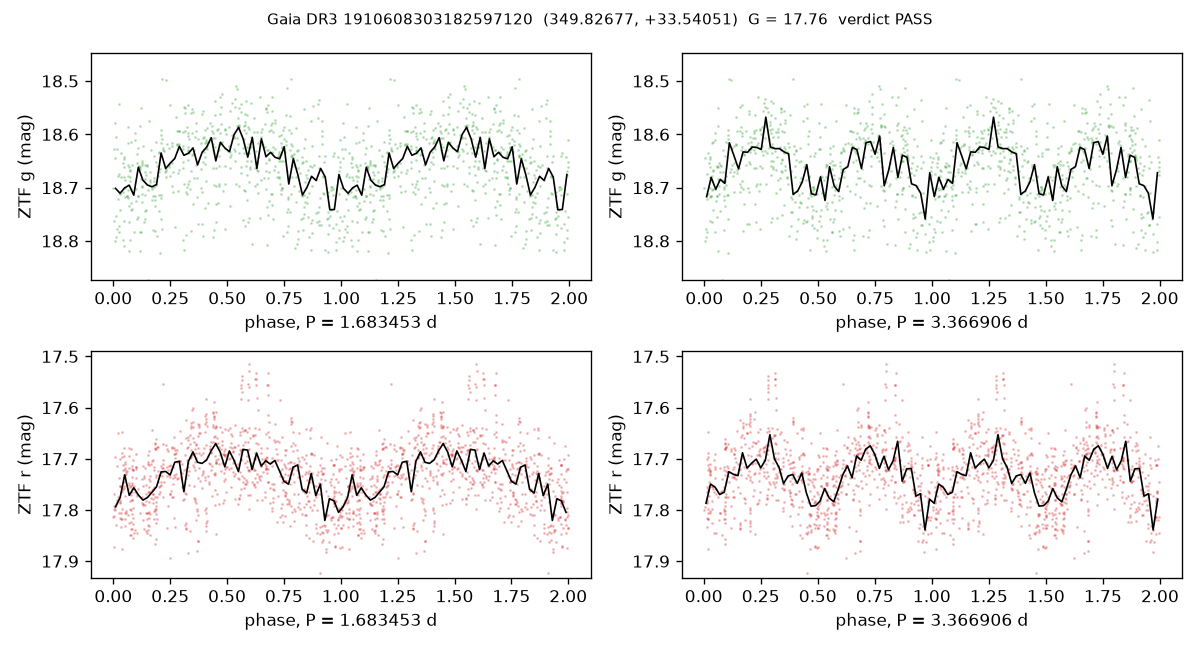 Gaia DR3 1910608303182597120  (349.82677, +33.54051)  G = 17.76  verdict PASS
ZTF g (mag)
18.5
18.6
18.7
18.8
0.00 0.25 0.50 0.75 1.00 1.25 1.50 1.75 2.00
phase, P = 1.683453 d
ZTF g (mag)
18.5
18.6
18.7
18.8
0.00 0.25 0.50 0.75 1.00 1.25 1.50 1.75 2.00
phase, P = 3.366906 d
ZTF r (mag)
17.5
17.6
17.7
17.8
17.9
0.00 0.25 0.50 0.75 1.00 1.25 1.50 1.75 2.00
phase, P = 1.683453 d
ZTF r (mag)
17.5
17.6
17.7
17.8
17.9
0.00 0.25 0.50 0.75 1.00 1.25 1.50 1.75 2.00
phase, P = 3.366906 d